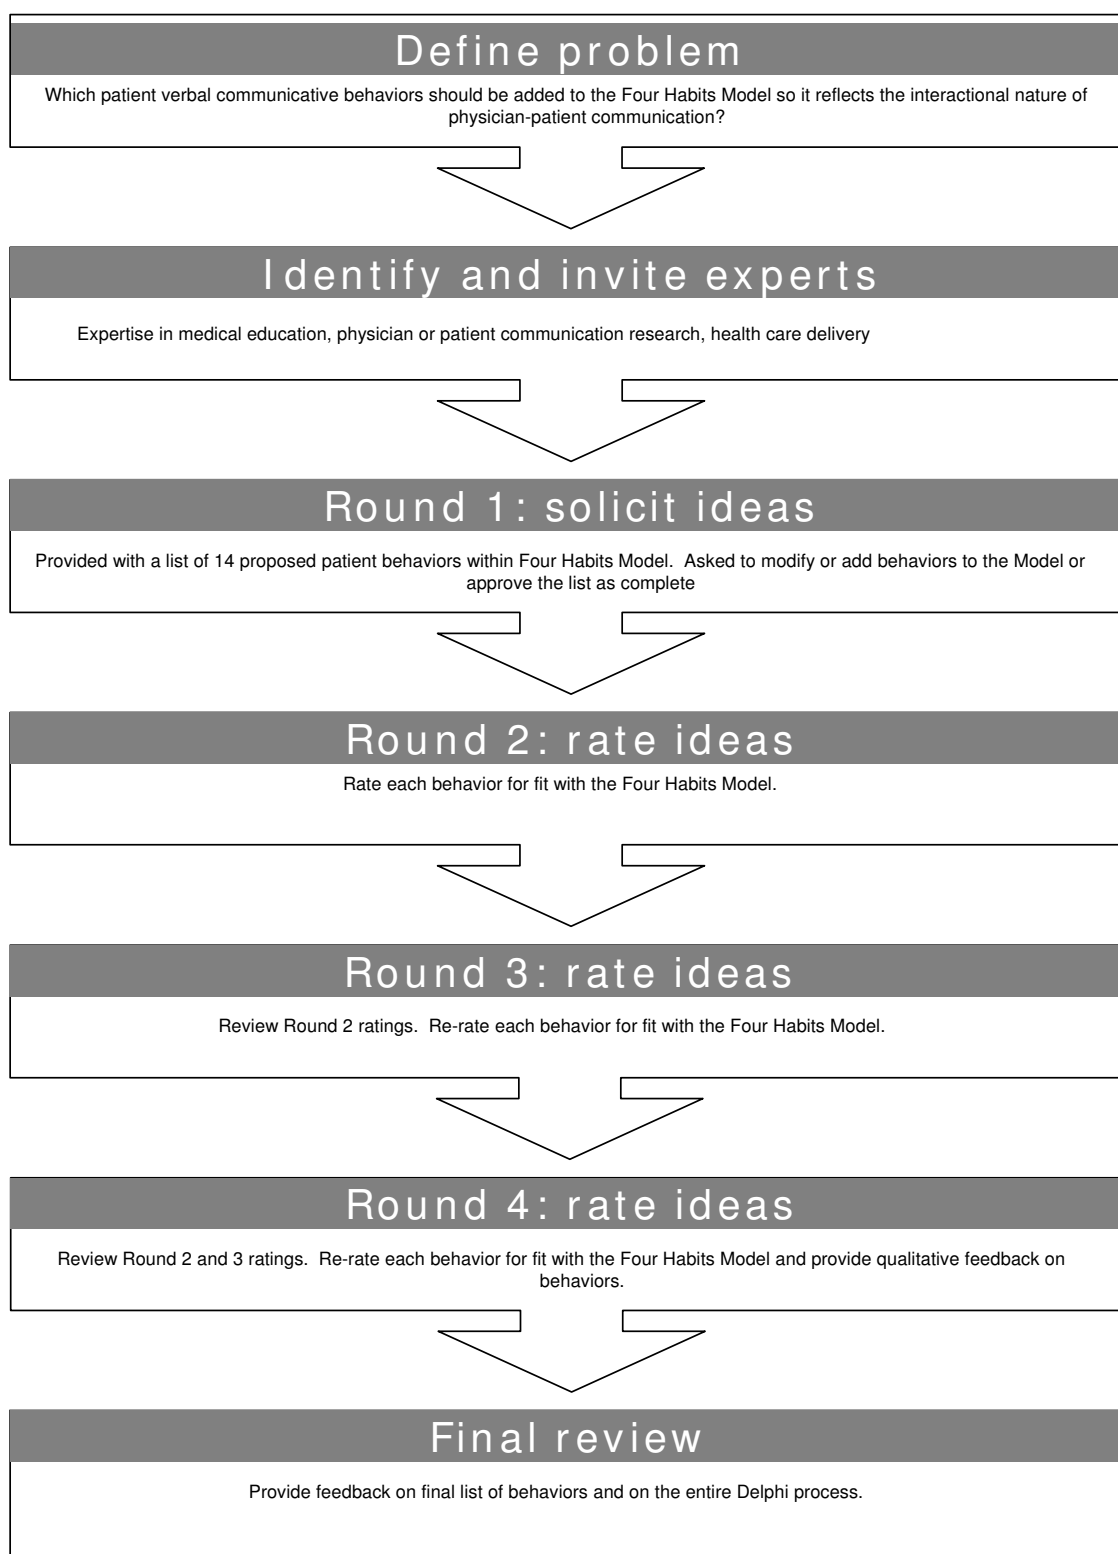 Define problem
Which patient verbal communicative behaviors should be added to the Four Habits Model so it reflects the interactional nature of
physician-patient communication?
Identify and invite experts
Expertise in medical education, physician or patient communication research, health care delivery
Round 1: solicit ideas
Provided with a list of 14 proposed patient behaviors within Four Habits Model.  Asked to modify or add behaviors to the Model or
approve the list as complete
Round 2: rate ideas
Rate each behavior for fit with the Four Habits Model.
Round 3: rate ideas
Review Round 2 ratings.  Re-rate each behavior for fit with the Four Habits Model.
Round 4: rate ideas
Review Round 2 and 3 ratings.  Re-rate each behavior for fit with the Four Habits Model and provide qualitative feedback on
behaviors.
Final review
Provide feedback on final list of behaviors and on the entire Delphi process.